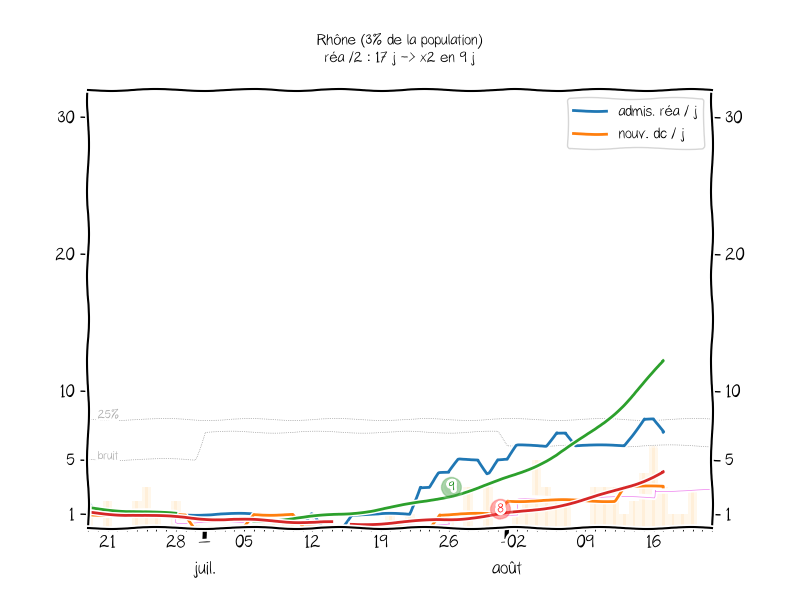 Rhône (3% de la population)
réa /2 : 17 j -> x2 en 9 j
admis. réa / j
nouv. dc / j
30
30
20
20
10
10
25%
bruit
5
5
9
8
1
1
21 28 05 12 19 26 02 09 16
juil. août